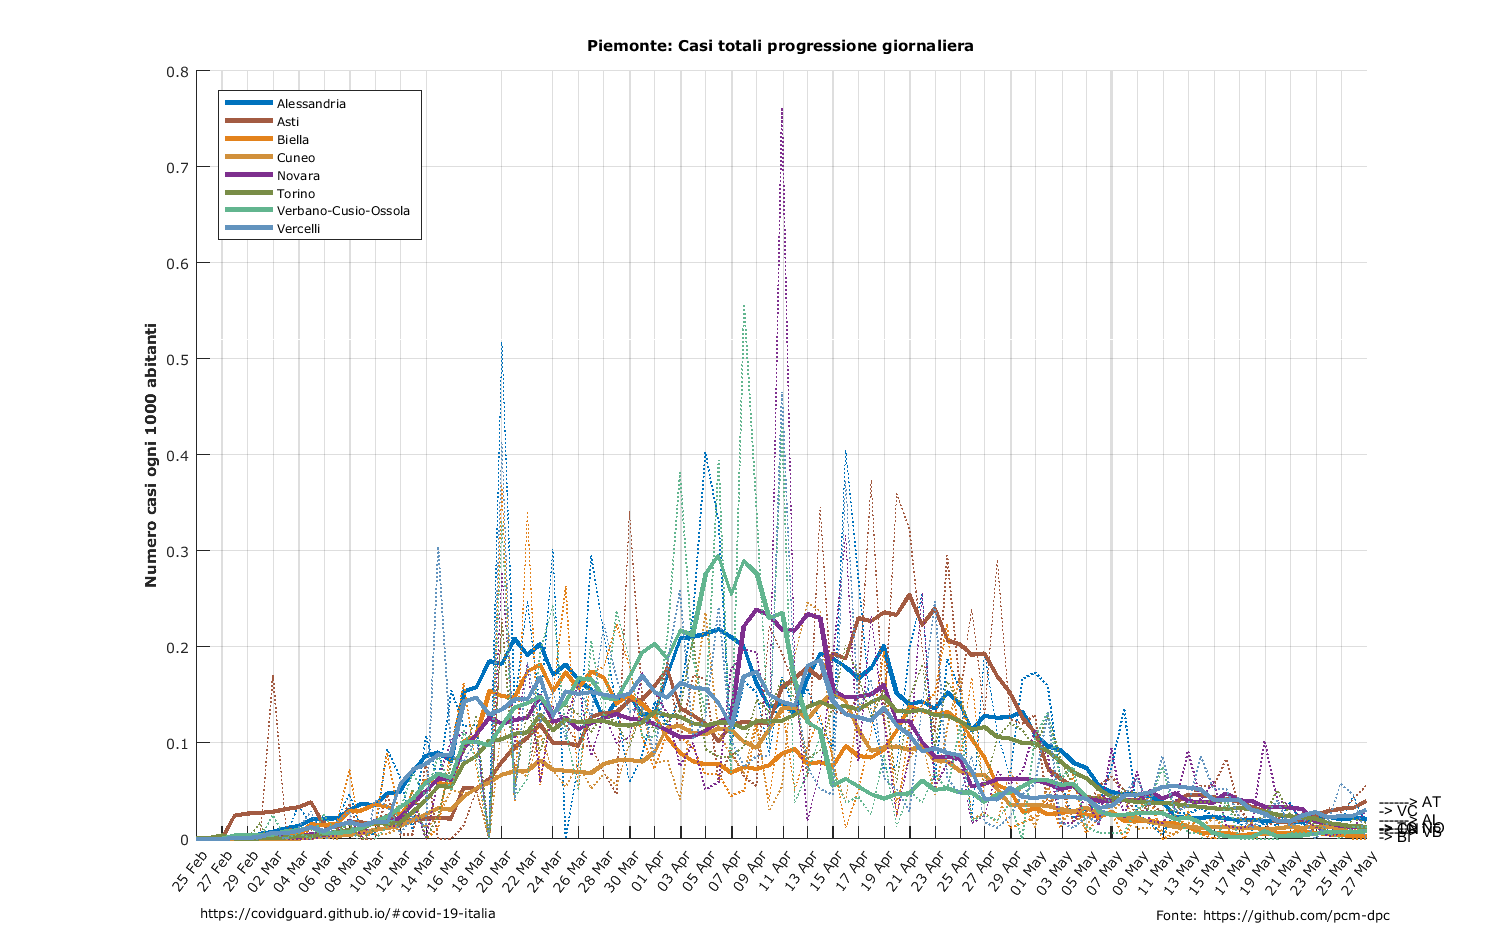 Piemonte: Casi totali progressione giornaliera
Numero casi ogni 1000 abitanti
0.8
0.7
0.6
0.5
0.4
0.3
0.2
0.1
0
Alessandria
Asti
Biella
Cuneo
Novara
Torino
Verbano-Cusio-Ossola
Vercelli
-----> AT
-> VC
-----> AL
25 Feb
27 Feb
29 Feb
02 Mar
04 Mar
06 Mar
08 Mar
10 Mar
12 Mar
14 Mar
16 Mar
18 Mar
20 Mar
22 Mar
24 Mar
26 Mar
28 Mar
30 Mar
01 Apr
03 Apr
05 Apr
07 Apr
09 Apr
11 Apr
13 Apr
15 Apr
17 Apr
19 Apr
21 Apr
23 Apr
25 Apr
27 Apr
29 Apr
01 May
03 May
05 May
07 May
09 May
11 May
13 May
15 May
17 May
19 May
21 May
23 May
25 May
27 May
https://covidguard.github.io/#covid-19-italia
Fonte: https://github.com/pcm-dpc